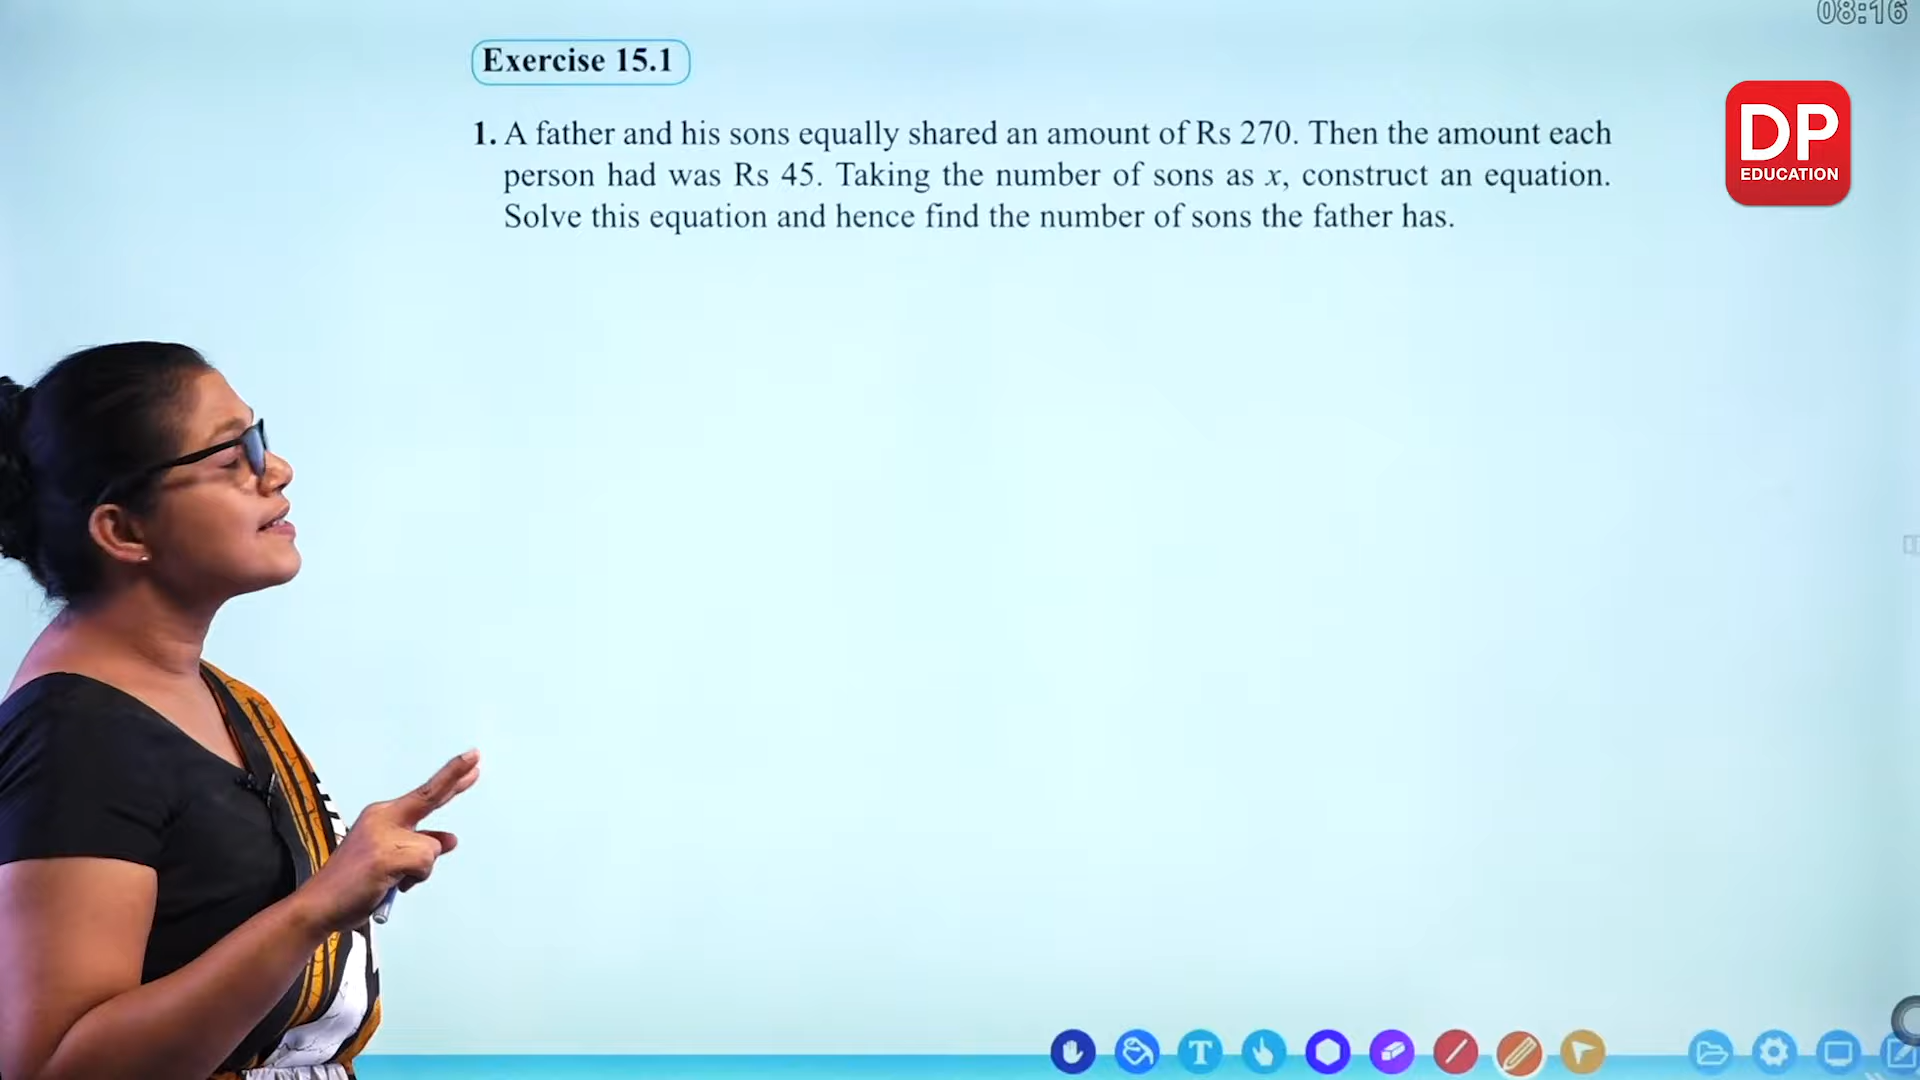 08:16
Exercise 15.1
1. A father and his sons equally shared an amount of Rs 270. Then the amount each
person had was Rs 45. Taking the number of sons as x, construct an equation.
Solve this equation and hence find the number of sons the father has.
DP
EDUCATION
T